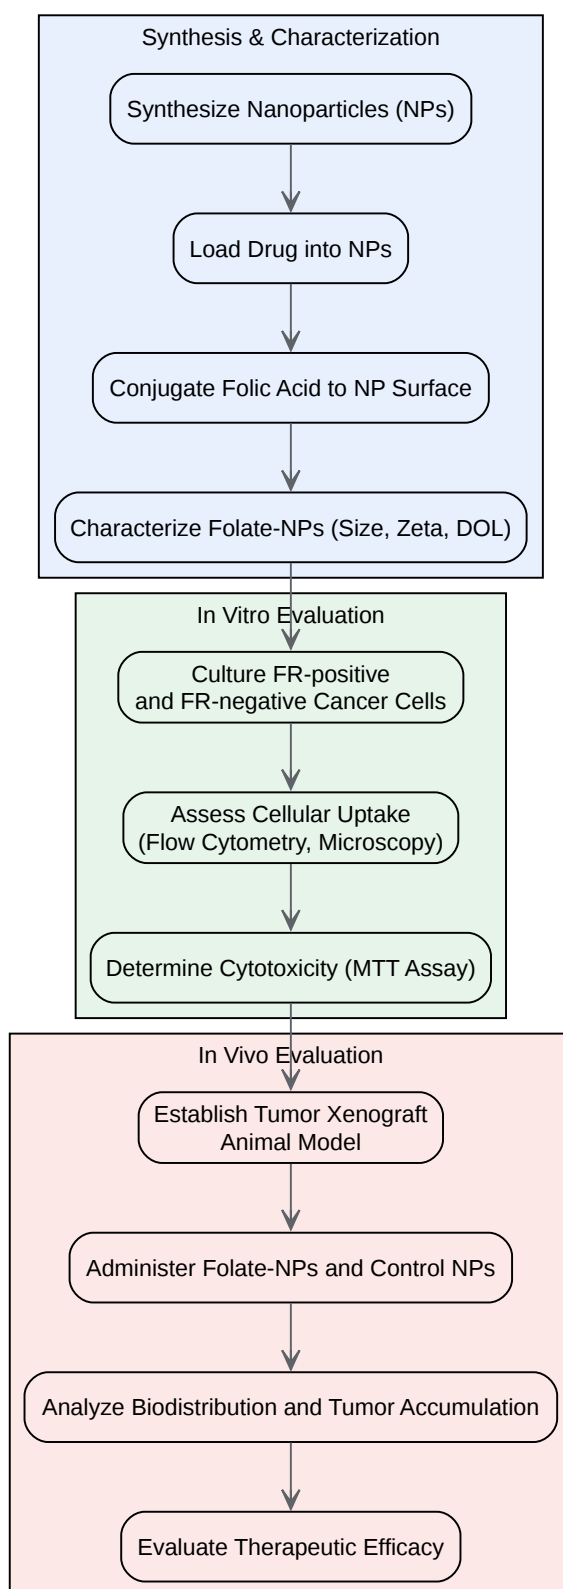 Synthesis & Characterization
Synthesize Nanoparticles (NPs)
Load Drug into NPs
Conjugate Folic Acid to NP Surface
Characterize Folate-NPs (Size, Zeta, DOL)
In Vitro Evaluation
Culture FR-positive
and FR-negative Cancer Cells
Assess Cellular Uptake
(Flow Cytometry, Microscopy)
Determine Cytotoxicity (MTT Assay)
In Vivo Evaluation
Establish Tumor Xenograft
Animal Model
Administer Folate-NPs and Control NPs
Analyze Biodistribution and Tumor Accumulation
Evaluate Therapeutic Efficacy